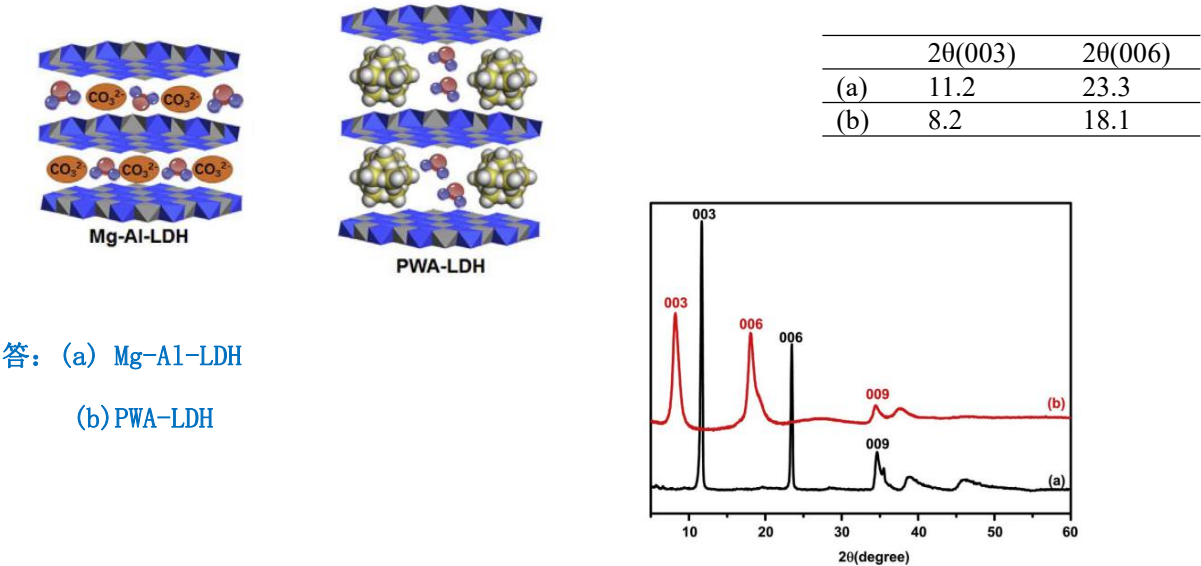 CO₃²⁻ CO₃²⁻
CO₃²⁻ CO₃²⁻ CO₃²⁻
Mg-Al-LDH
PWA-LDH
2θ(003) 2θ(006)
(a) 11.2 23.3
(b) 8.2 18.1
答：(a) Mg-Al-LDH
(b)PWA-LDH
003
003
006
006
009
(b)
009
(a)
10 20 30 40 50 60
2θ(degree)